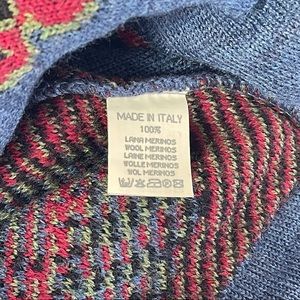 MADE IN ITALY
100%
LANA MERINOS
WOOL MERINOS
LAINE MERINOS
WOLLE MERINOS
WOL MERINOS